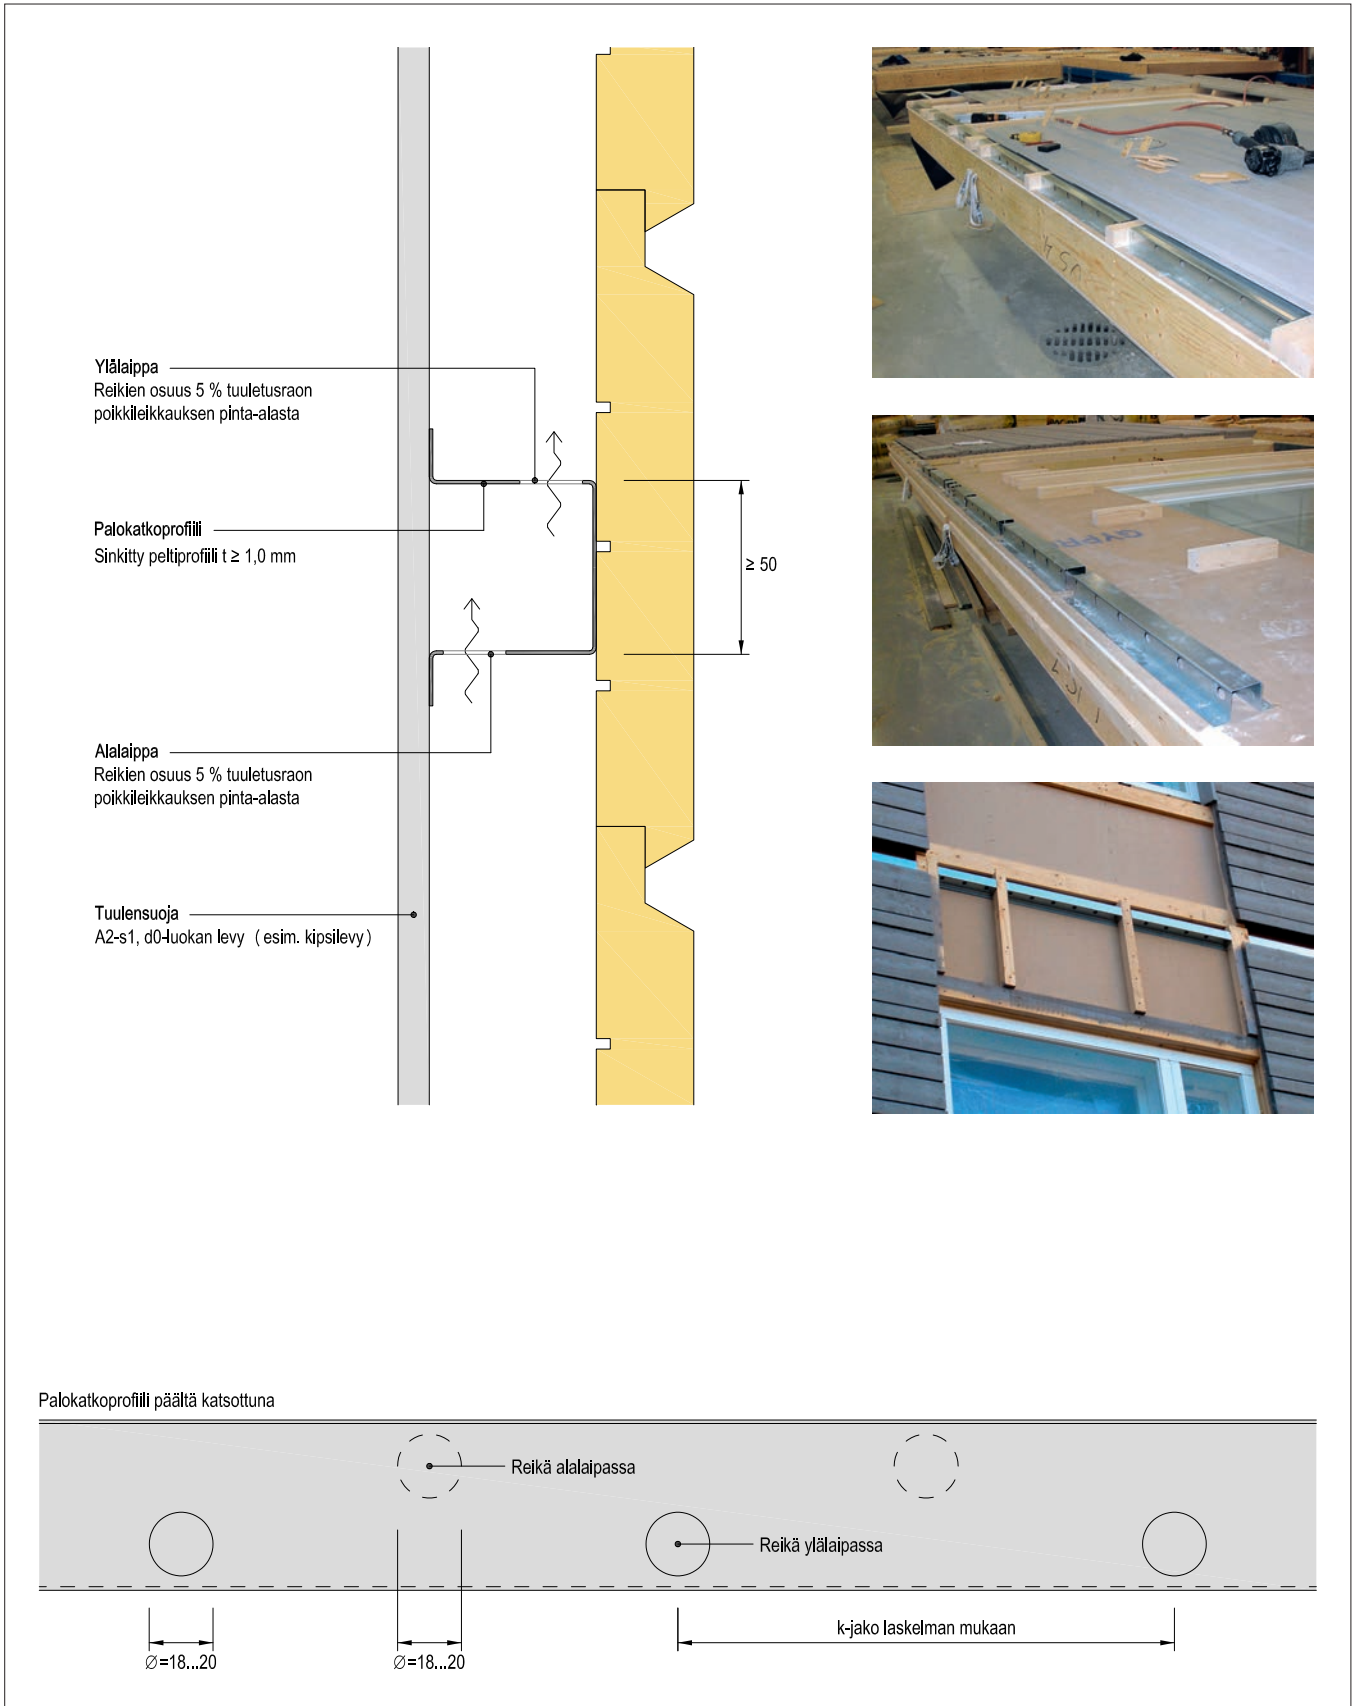 Ylälaippa
Reikien osuus 5 % tuuletusraon
poikkileikkauksen pinta-alasta
Palokatkoprofiili
Sinkitty peltiprofiili t ≥ 1,0 mm
≥ 50
Alalaippa
Reikien osuus 5 % tuuletusraon
poikkileikkauksen pinta-alasta
Tuulensuoja
A2-s1, d0-luokan levy (esim. kipsilevy)
Palokatkoprofiili päältä katsottuna
Reikä alalaipassa
Reikä ylälaipassa
k-jako laskelman mukaan
Ø=18...20
Ø=18...20